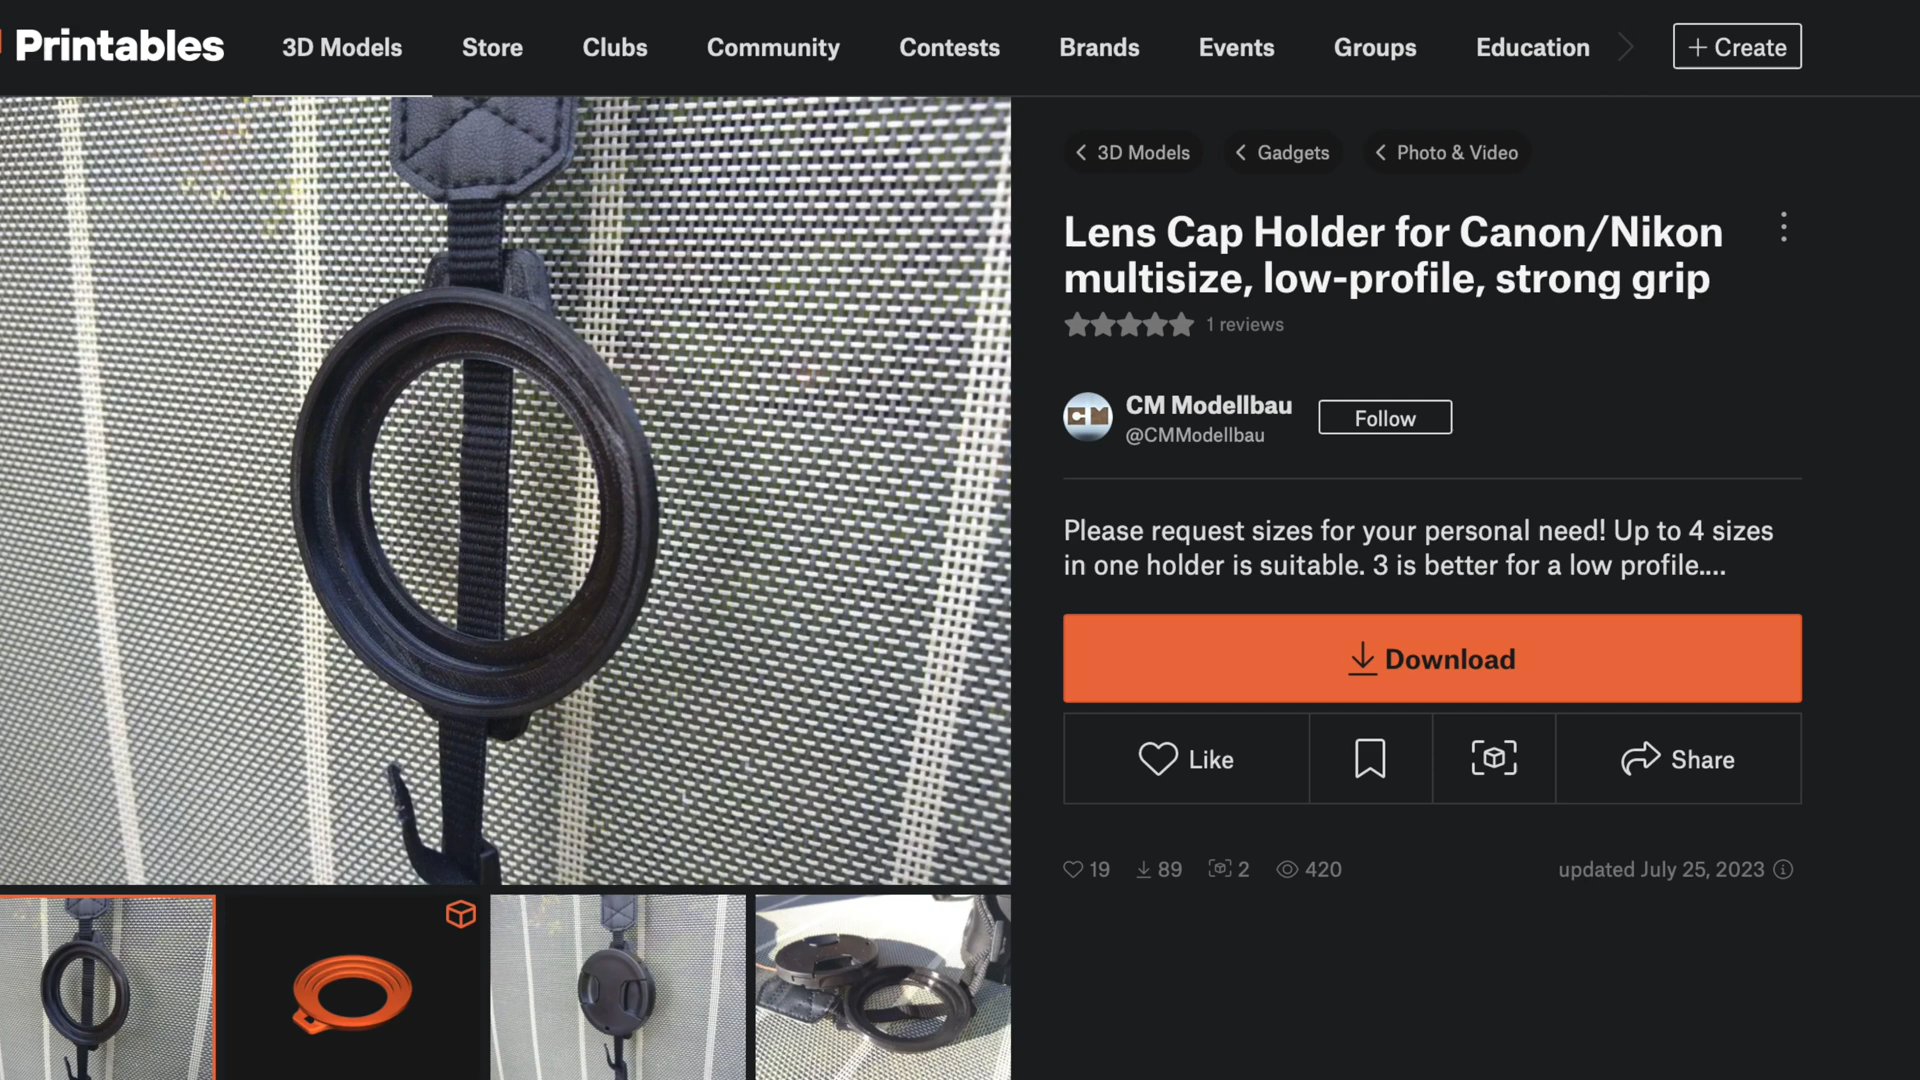 Printables
3D Models
Store
Clubs
Community
Contests
Brands
Events
Groups
Education
+ Create
3D Models
Gadgets
Photo & Video
Lens Cap Holder for Canon/Nikon
multisize, low-profile, strong grip
1 reviews
CM
CM Modellbau
@CMModellbau
Follow
Please request sizes for your personal need! Up to 4 sizes
in one holder is suitable. 3 is better for a low profile....
Download
Like
Share
19
89
2
420
updated July 25, 2023